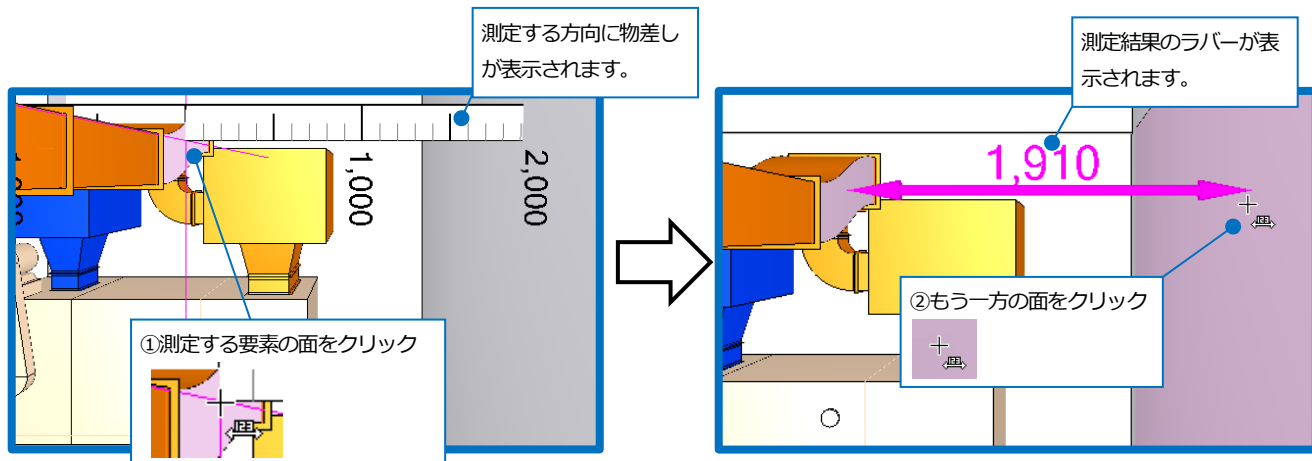 測定する方向に物差し
が表示されます。
1,000
2,000
①測定する要素の面をクリック
123
測定結果のラバーが表
示されます。
1,910
123
②もう一方の面をクリック
123